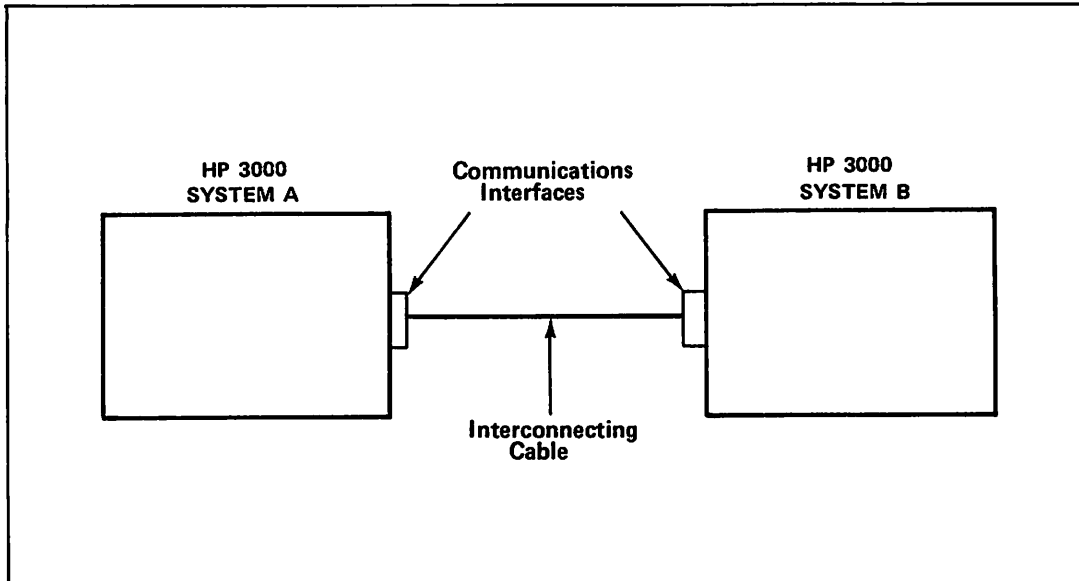 HP 3000
SYSTEM A
Communications
Interfaces
HP 3000
SYSTEM B
Interconnecting
Cable